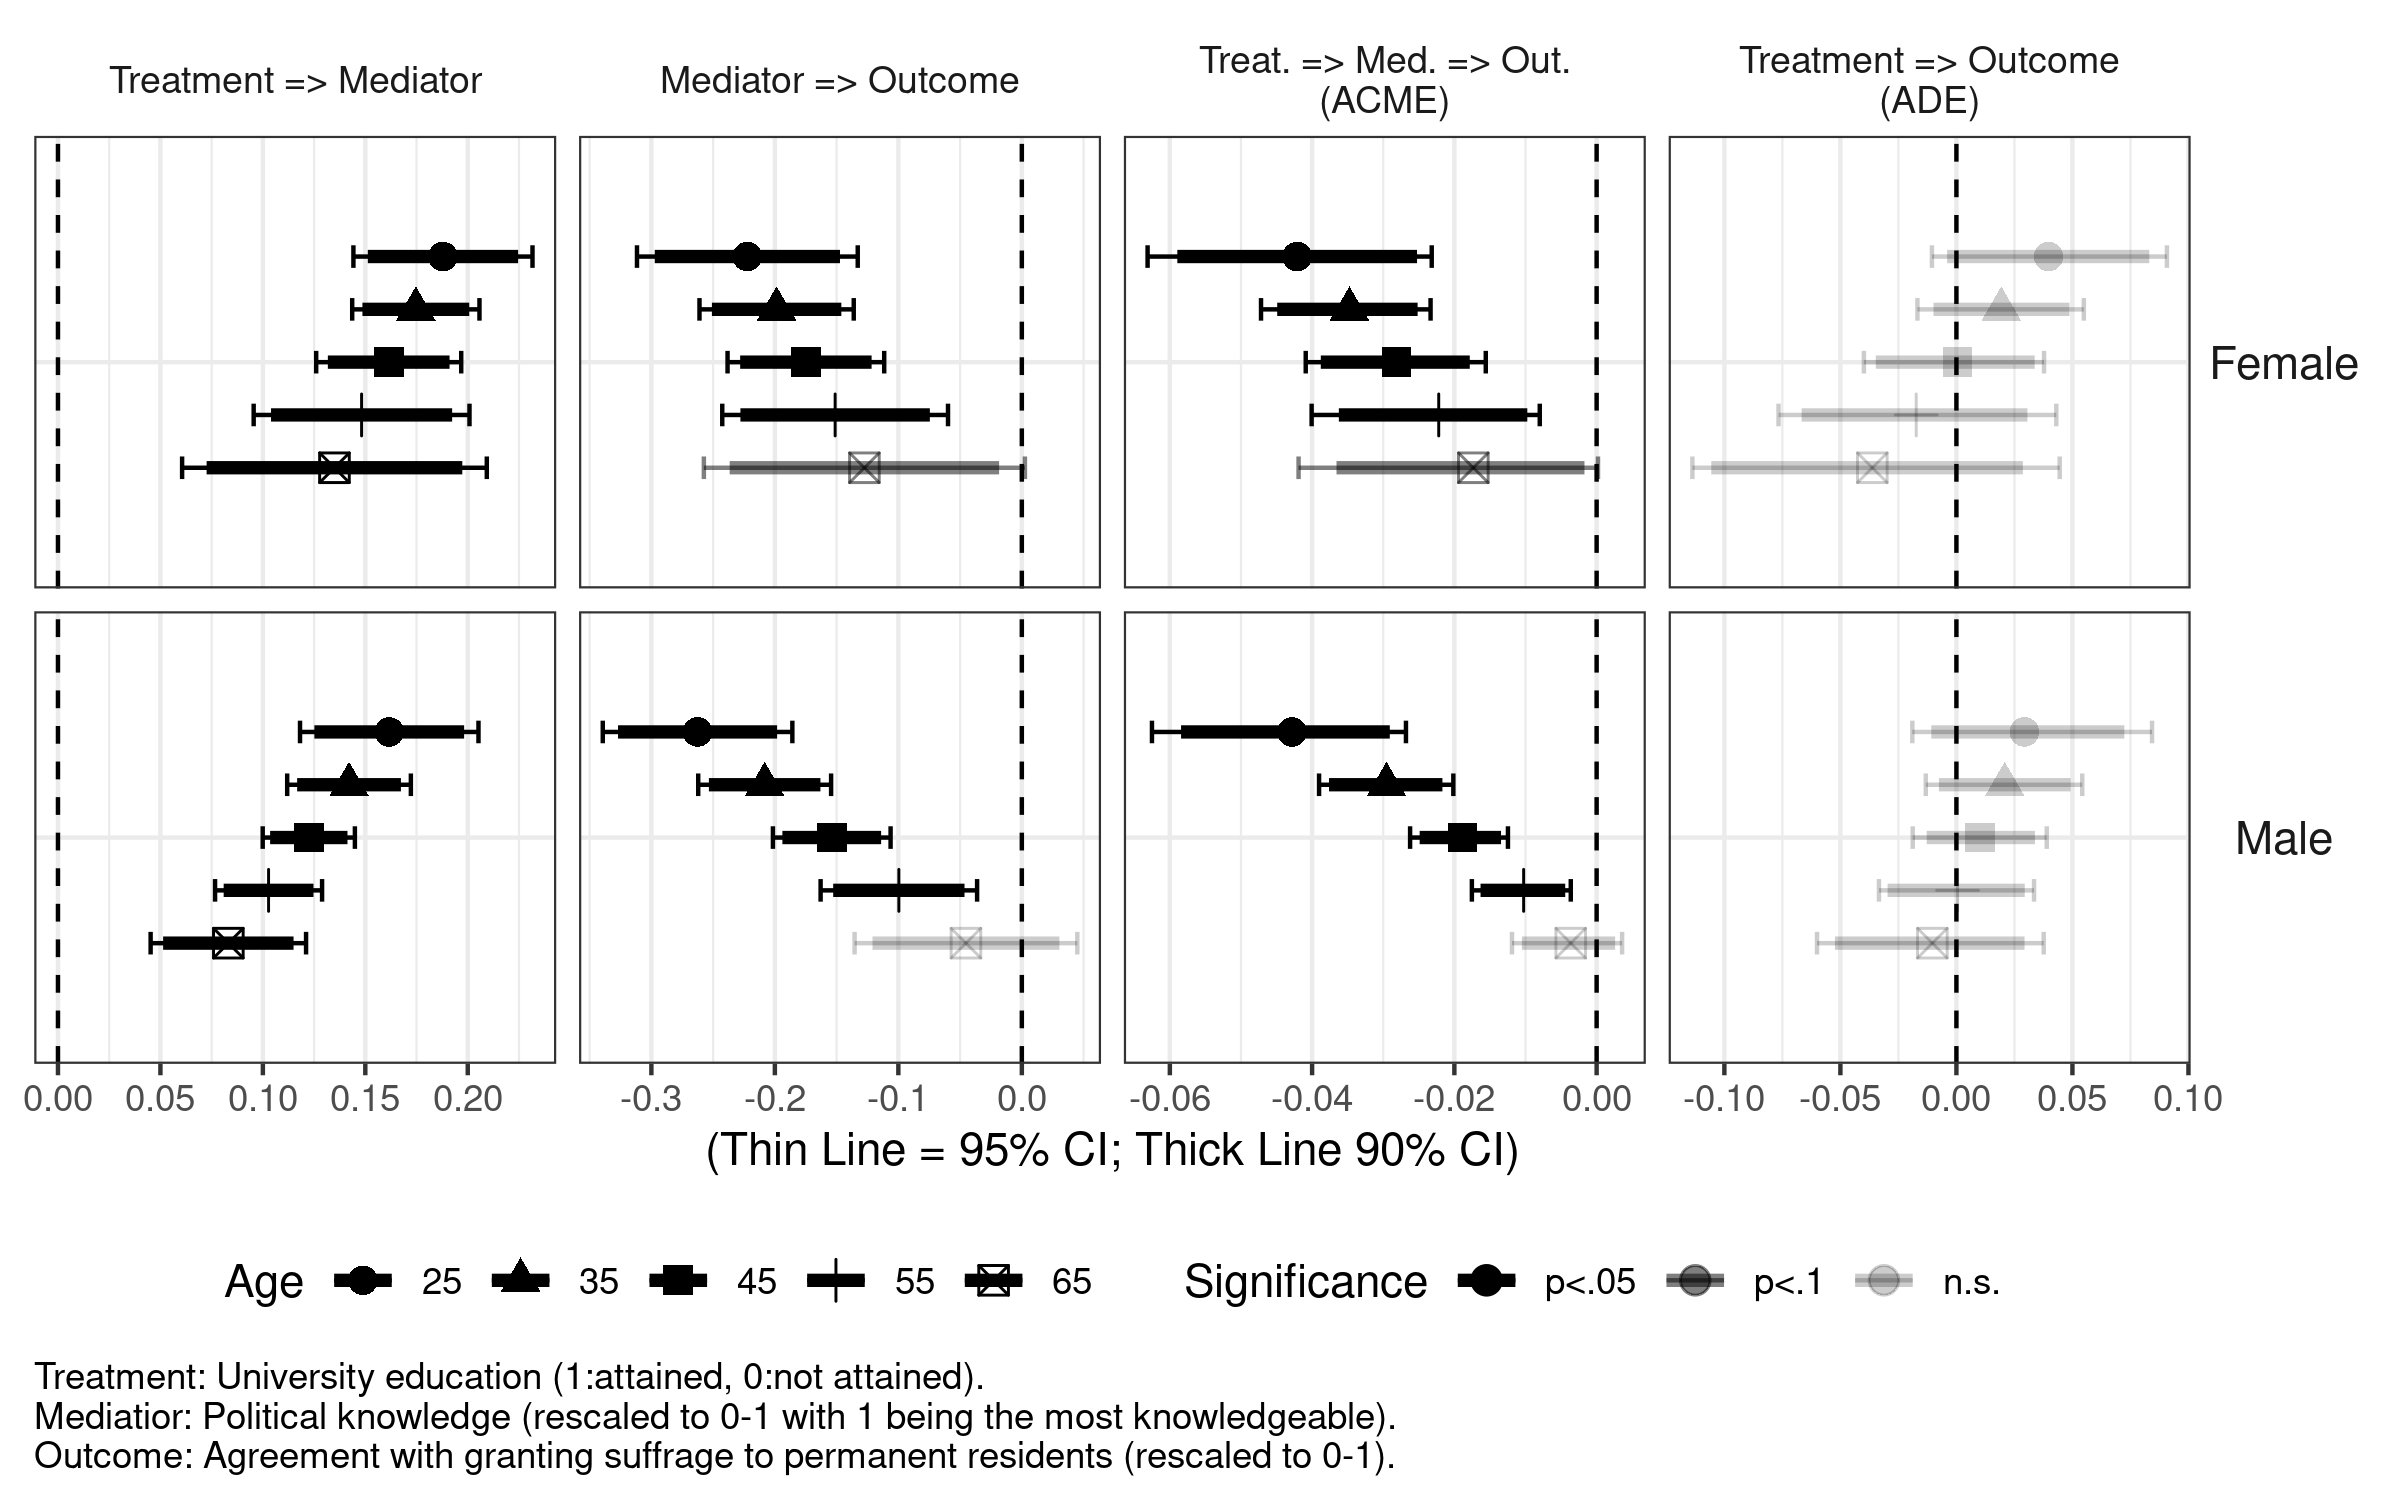 Treatment => Mediator
Mediator => Outcome
Treat. => Med. => Out.
(ACME)
Treatment => Outcome
(ADE)
Female
Male
0.00 0.05 0.10 0.15 0.20
-0.3 -0.2 -0.1 0.0
-0.06 -0.04 -0.02 0.00
-0.10 -0.05 0.00 0.05 0.10
(Thin Line = 95% CI; Thick Line 90% CI)
Age 25 35 45 55 65 Significance p<.05 p<.1 n.s.
Treatment: University education (1:attained, 0:not attained).
Mediatior: Political knowledge (rescaled to 0-1 with 1 being the most knowledgeable).
Outcome: Agreement with granting suffrage to permanent residents (rescaled to 0-1).